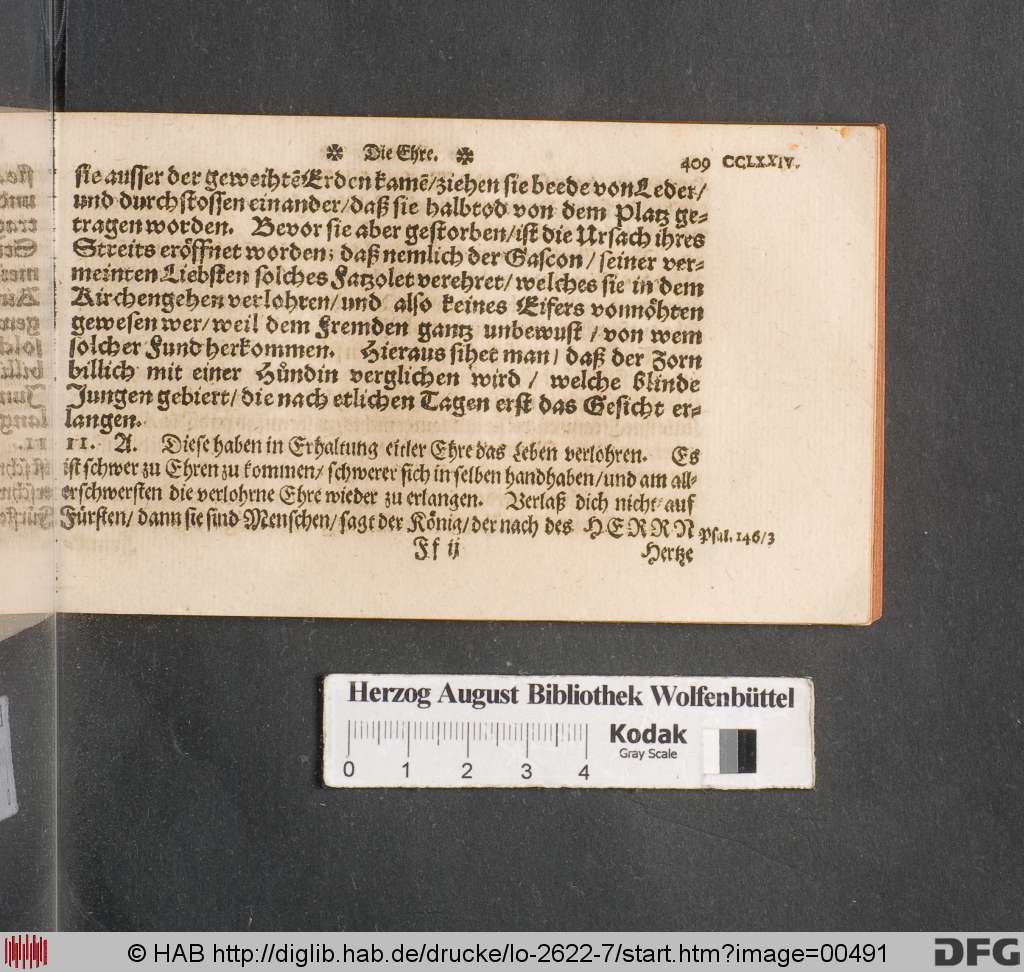 ✼ Die Ehre. ✼ 409 CCLXXIV.
sie ausser der geweihtē Erden kamē/ ziehen sie beede von Leder/
und durchstossen einander/ daß sie halbtod von dem Platz ge-
tragen worden. Bevor sie aber gestorben/ ist die Ursach ihres
Streits eröffnet worden; daß nemlich der Gascon/ seiner ver-
meinten Liebsten solches Fatzolet verehret/ welches sie in dem
Kirchengehen verlohren/ und also keines Eifers vonnöhten
gewesen wer/ weil dem Fremden gantz unbewust/ von wem
solcher Fund herkommen. Hieraus sihet man/ daß der Zorn
billich mit einer Hůndin verglichen wird/ welche blinde
Jungen gebiert/ die nach etlichen Tagen erst das Gesicht er-
langen.
11. A. Diese haben in Erhaltung eitler Ehre das Leben verlohren. Es
ist schwer zu Ehren zu kommen/ schwerer sich in selben handhaben/ und am all-
erschwersten die verlohrne Ehre wieder zu erlangen. Verlaß dich nicht auf
Fürsten/ dann sie sind Menschen/ sagt der König/ der nach des HERRN
Psal. 146/3
Ff ij Hertze
Herzog August Bibliothek Wolfenbüttel
Kodak
Gray Scale
0 1 2 3 4
© HAB http://diglib.hab.de/drucke/lo-2622-7/start.htm?image=00491
DFG